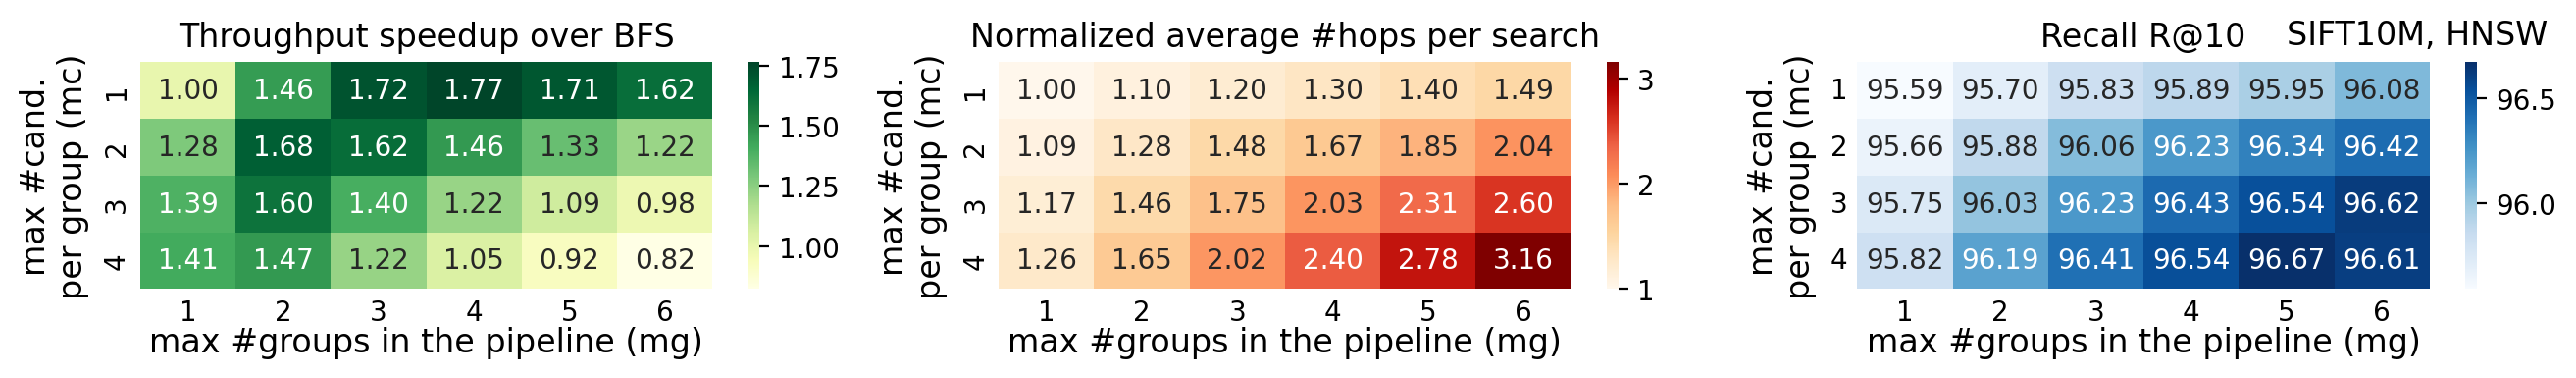 Throughput speedup over BFS
max #cand.
per group (mc)
1 1.00 1.46 1.72 1.77 1.71 1.62
2 1.28 1.68 1.62 1.46 1.33 1.22
3 1.39 1.60 1.40 1.22 1.09 0.98
4 1.41 1.47 1.22 1.05 0.92 0.82
1 2 3 4 5 6
max #groups in the pipeline (mg)
1.75
1.50
1.25
1.00
Normalized average #hops per search
max #cand.
per group (mc)
1 1.00 1.10 1.20 1.30 1.40 1.49
2 1.09 1.28 1.48 1.67 1.85 2.04
3 1.17 1.46 1.75 2.03 2.31 2.60
4 1.26 1.65 2.02 2.40 2.78 3.16
1 2 3 4 5 6
max #groups in the pipeline (mg)
3
2
1
Recall R@10 SIFT10M, HNSW
max #cand.
per group (mc)
1 95.59 95.70 95.83 95.89 95.95 96.08
2 95.66 95.88 96.06 96.23 96.34 96.42
3 95.75 96.03 96.23 96.43 96.54 96.62
4 95.82 96.19 96.41 96.54 96.67 96.61
1 2 3 4 5 6
max #groups in the pipeline (mg)
96.5
96.0